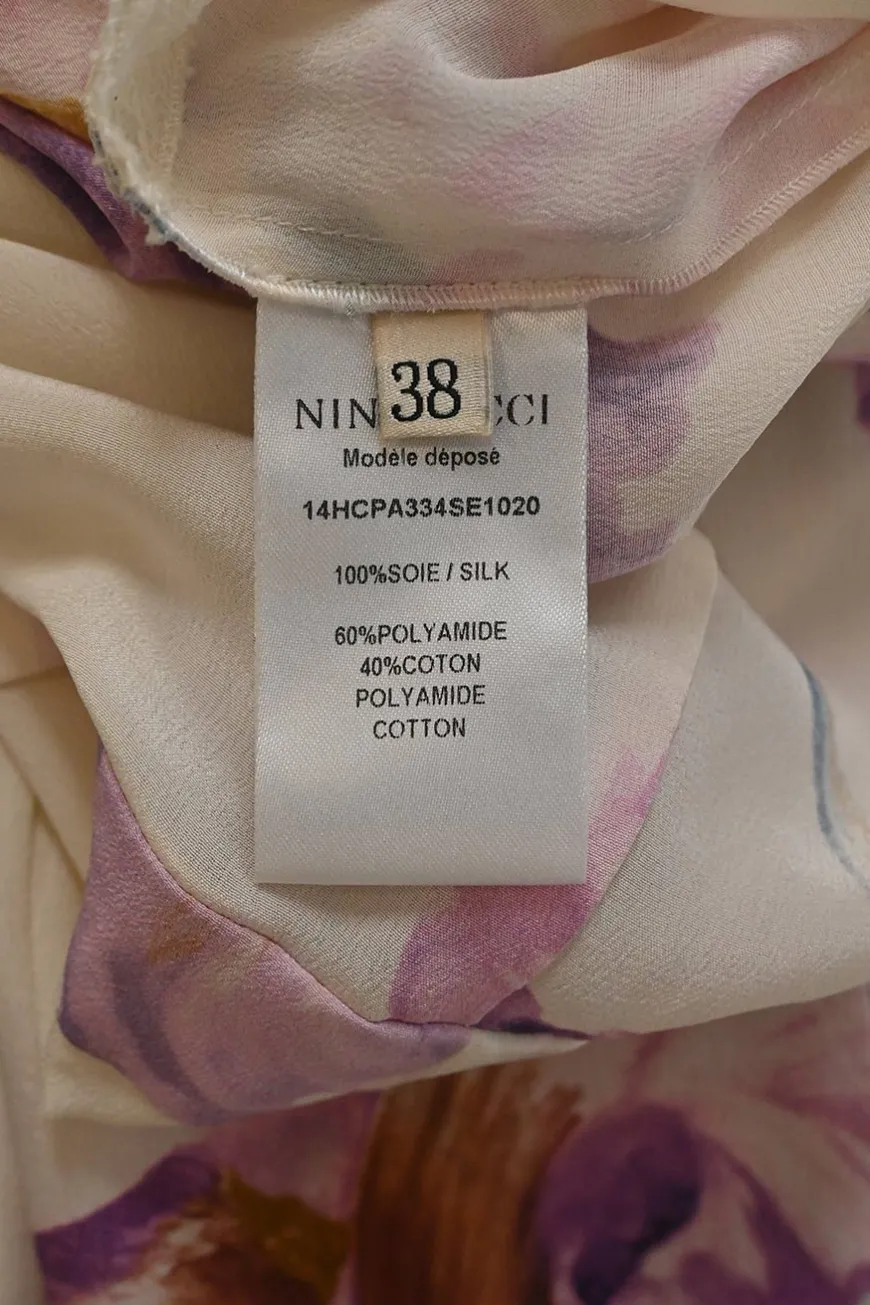 38
NIN CCI
Modèle déposé
14HCPA334SE1020
100%SOIE / SILK
60%POLYAMIDE
40%COTON
POLYAMIDE
COTTON